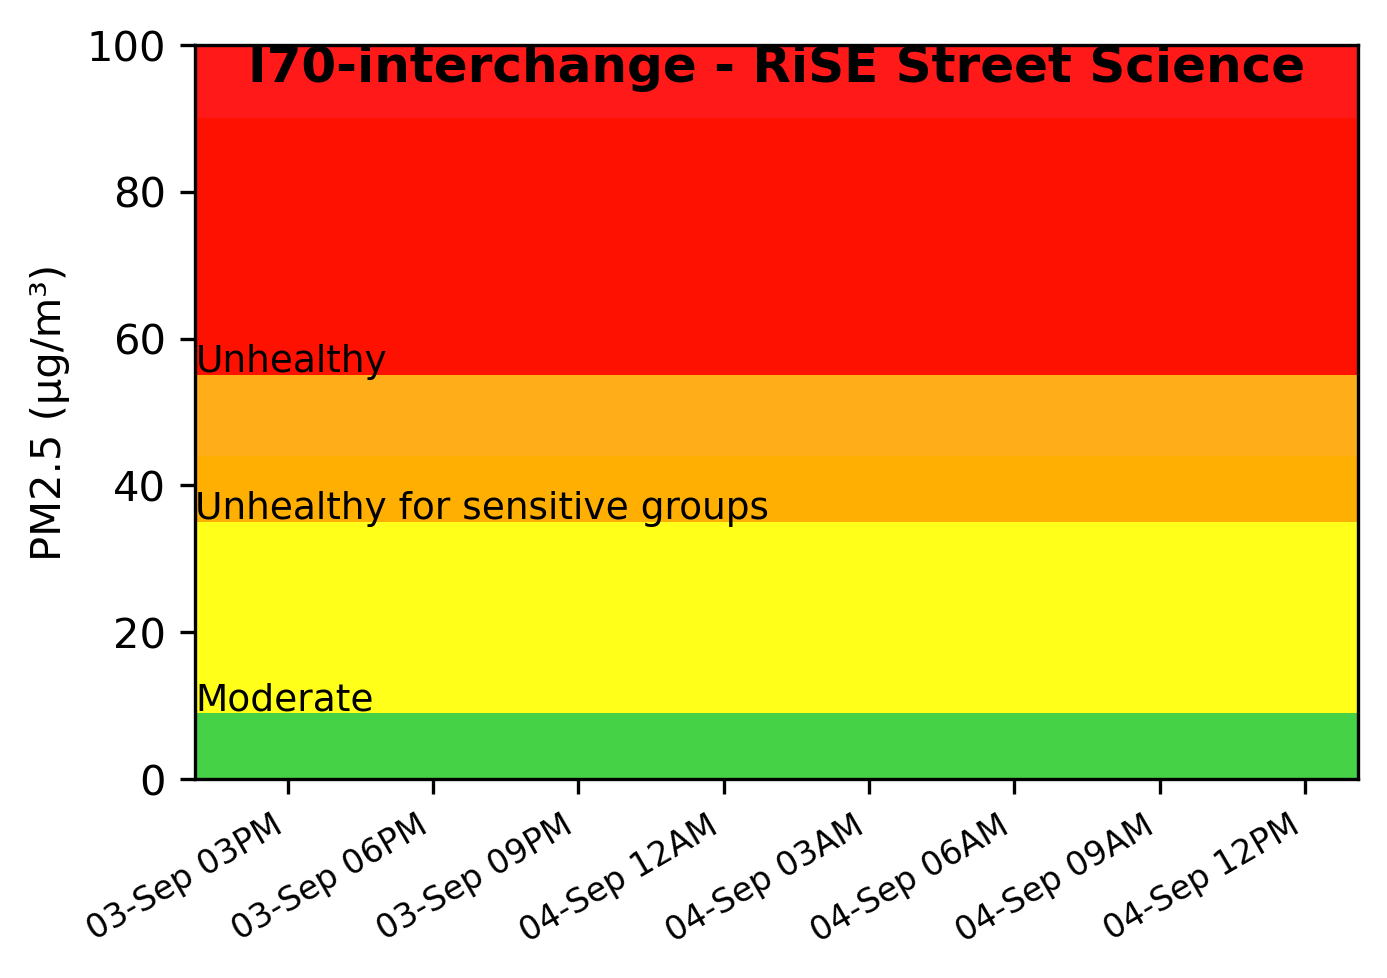 I70-interchange - RiSE Street Science
100
80
60
40
20
0
PM2.5 (µg/m³)
Unhealthy
Unhealthy for sensitive groups
Moderate
03-Sep 03PM
03-Sep 06PM
03-Sep 09PM
04-Sep 12AM
04-Sep 03AM
04-Sep 06AM
04-Sep 09AM
04-Sep 12PM